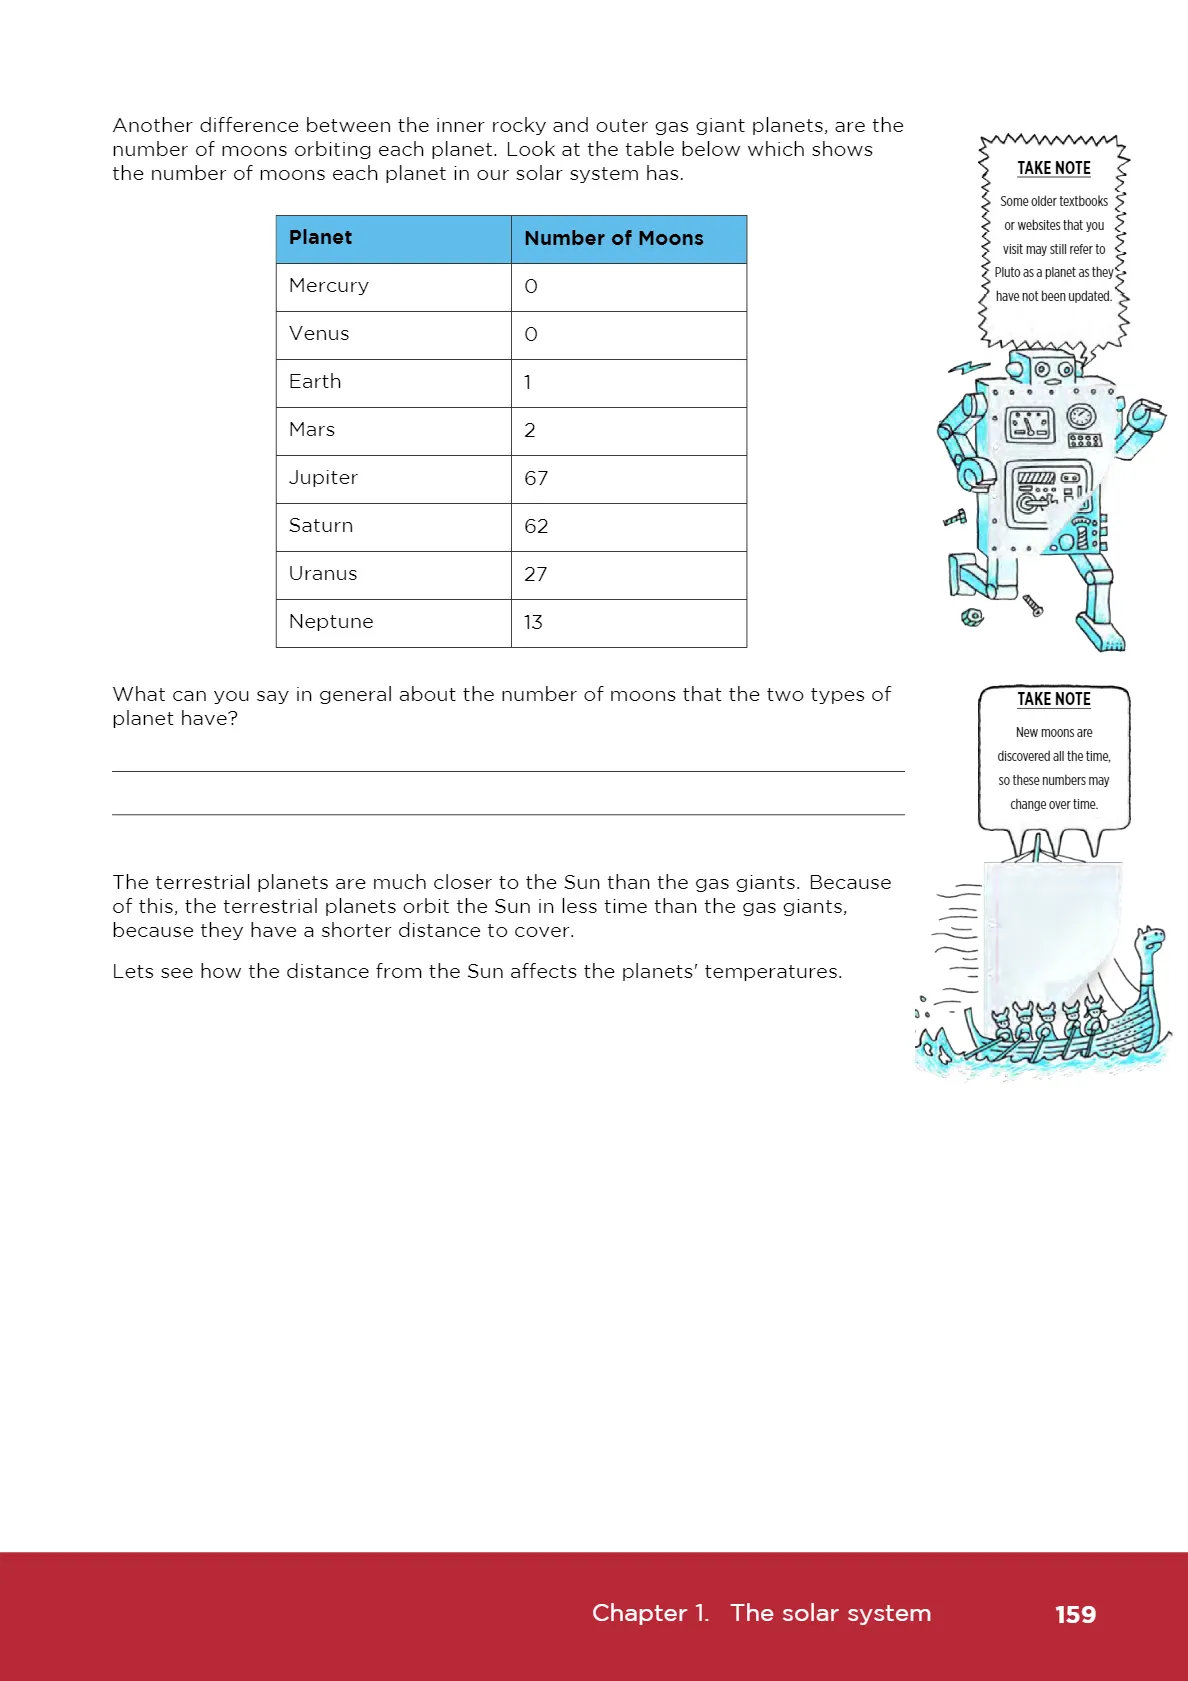 Another difference between the inner rocky and outer gas giant planets, are the
number of moons orbiting each planet. Look at the table below which shows
the number of moons each planet in our solar system has.
Planet Number of Moons
Mercury 0
Venus 0
Earth 1
Mars 2
Jupiter 67
Saturn 62
Uranus 27
Neptune 13
What can you say in general about the number of moons that the two types of
planet have?
The terrestrial planets are much closer to the Sun than the gas giants. Because
of this, the terrestrial planets orbit the Sun in less time than the gas giants,
because they have a shorter distance to cover.
Lets see how the distance from the Sun affects the planets' temperatures.
TAKE NOTE
Some older textbooks
or websites that you
visit may still refer to
Pluto as a planet as they
have not been updated.
TAKE NOTE
New moons are
discovered all the time,
so these numbers may
change over time.
Chapter 1. The solar system 159